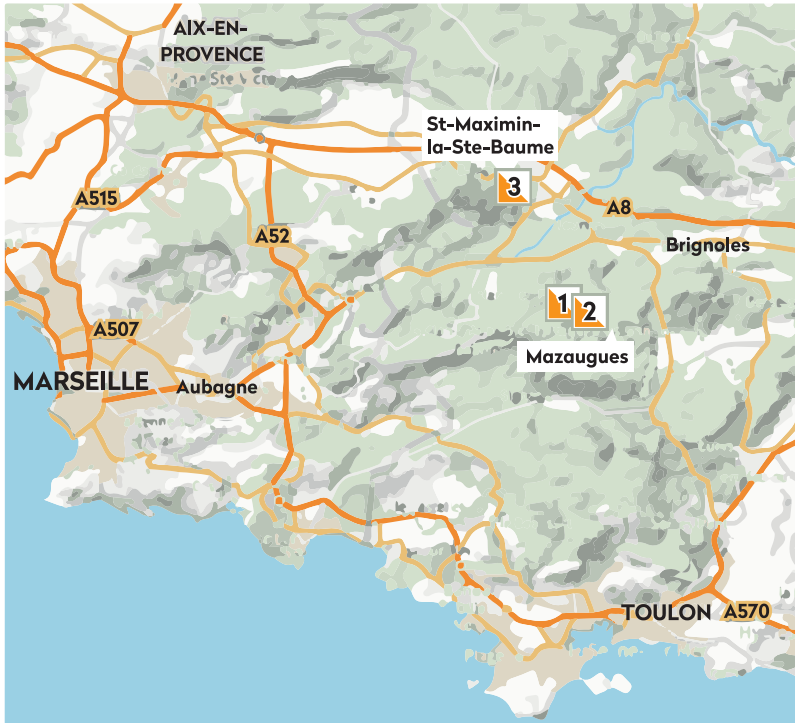 AIX-EN-
PROVENCE
St-Maximin-
la-Ste-Baume
3
A515
A8
A52
Brignoles
1
2
A507
Mazaugues
MARSEILLE
Aubagne
TOULON
A570